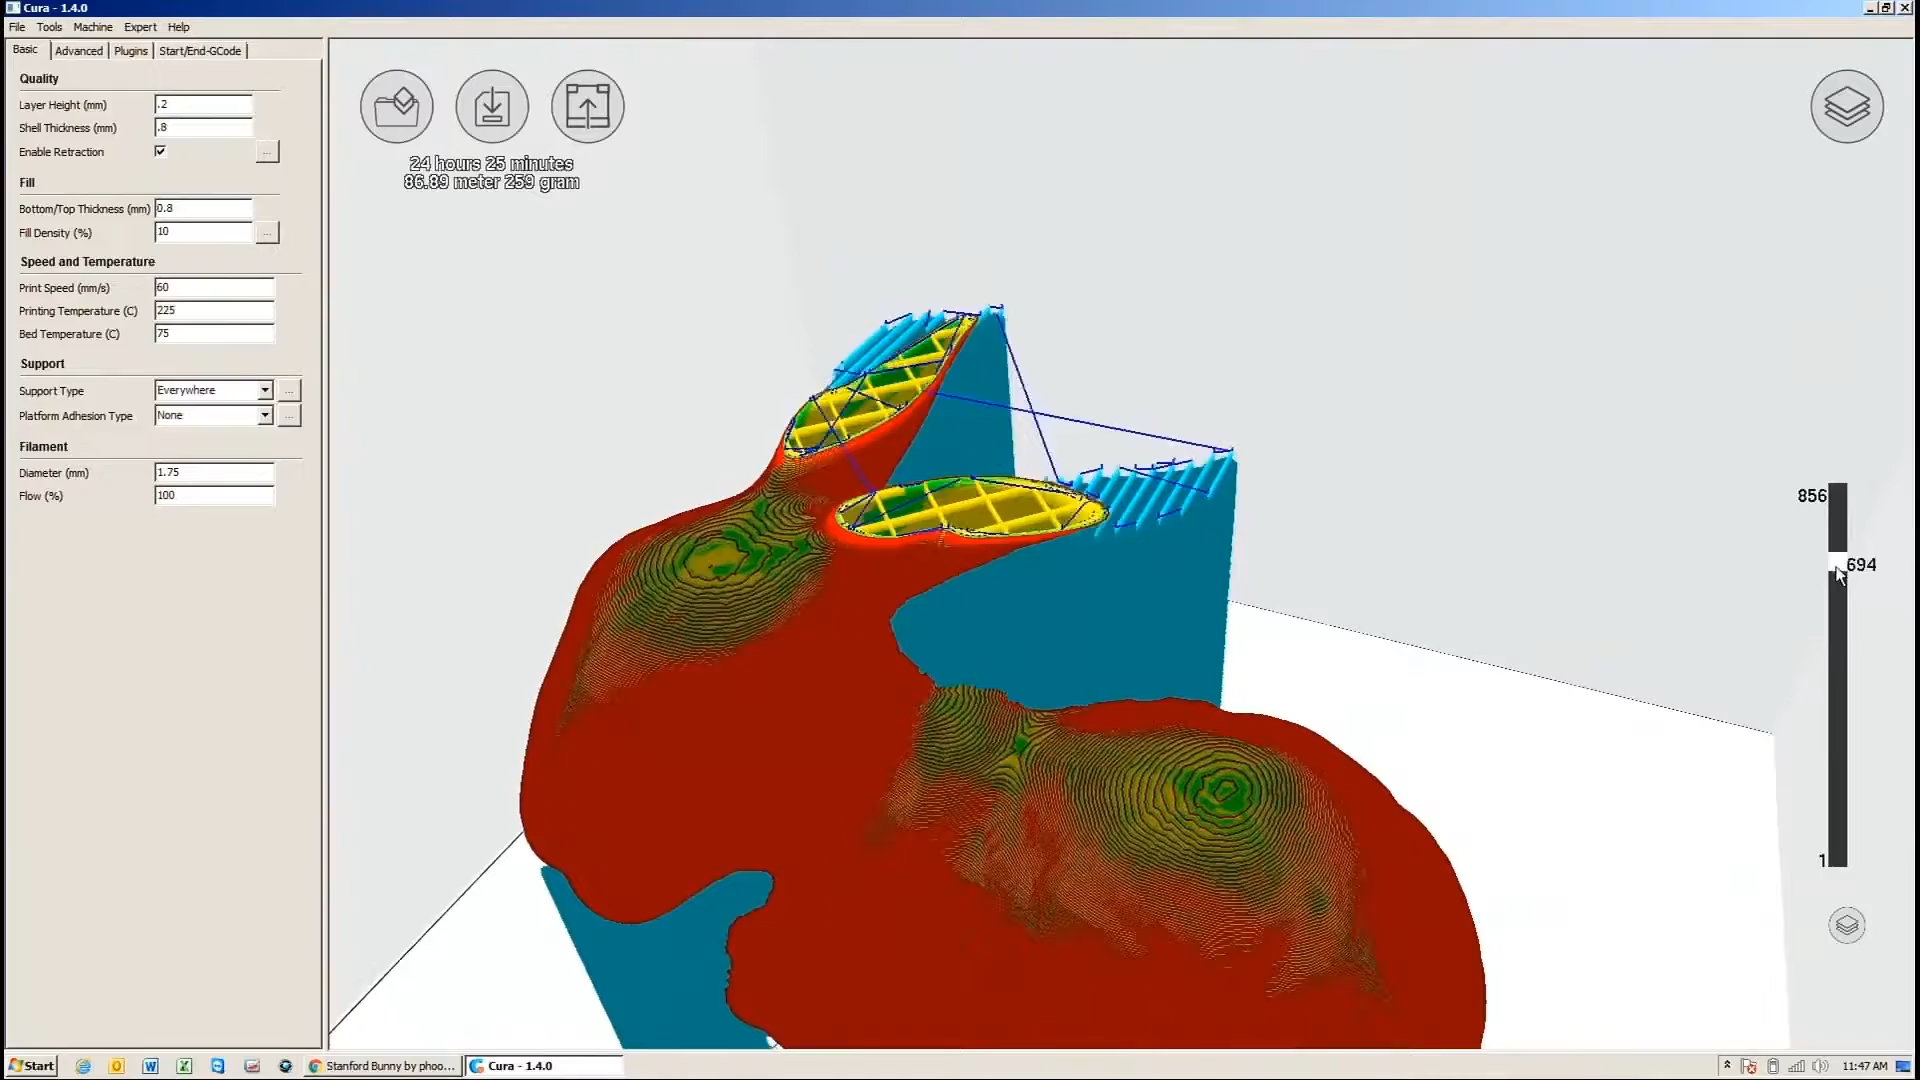 Cura - 1.4.0
File Tools Machine Expert Help
Basic Advanced Plugins Start/End-GCode
Quality
Layer Height (mm) .2
Shell Thickness (mm) .8
Enable Retraction ...
Fill
Bottom/Top Thickness (mm) 0.8
Fill Density (%) 10 ...
Speed and Temperature
Print Speed (mm/s) 60
Printing Temperature (C) 225
Bed Temperature (C) 75
Support
Support Type Everywhere ...
Platform Adhesion Type None ...
Filament
Diameter (mm) 1.75
Flow (%) 100
24 hours 25 minutes
86.89 meter 259 gram
856
694
1
Start Stanford Bunny by phoo... Cura - 1.4.0 11:47 AM